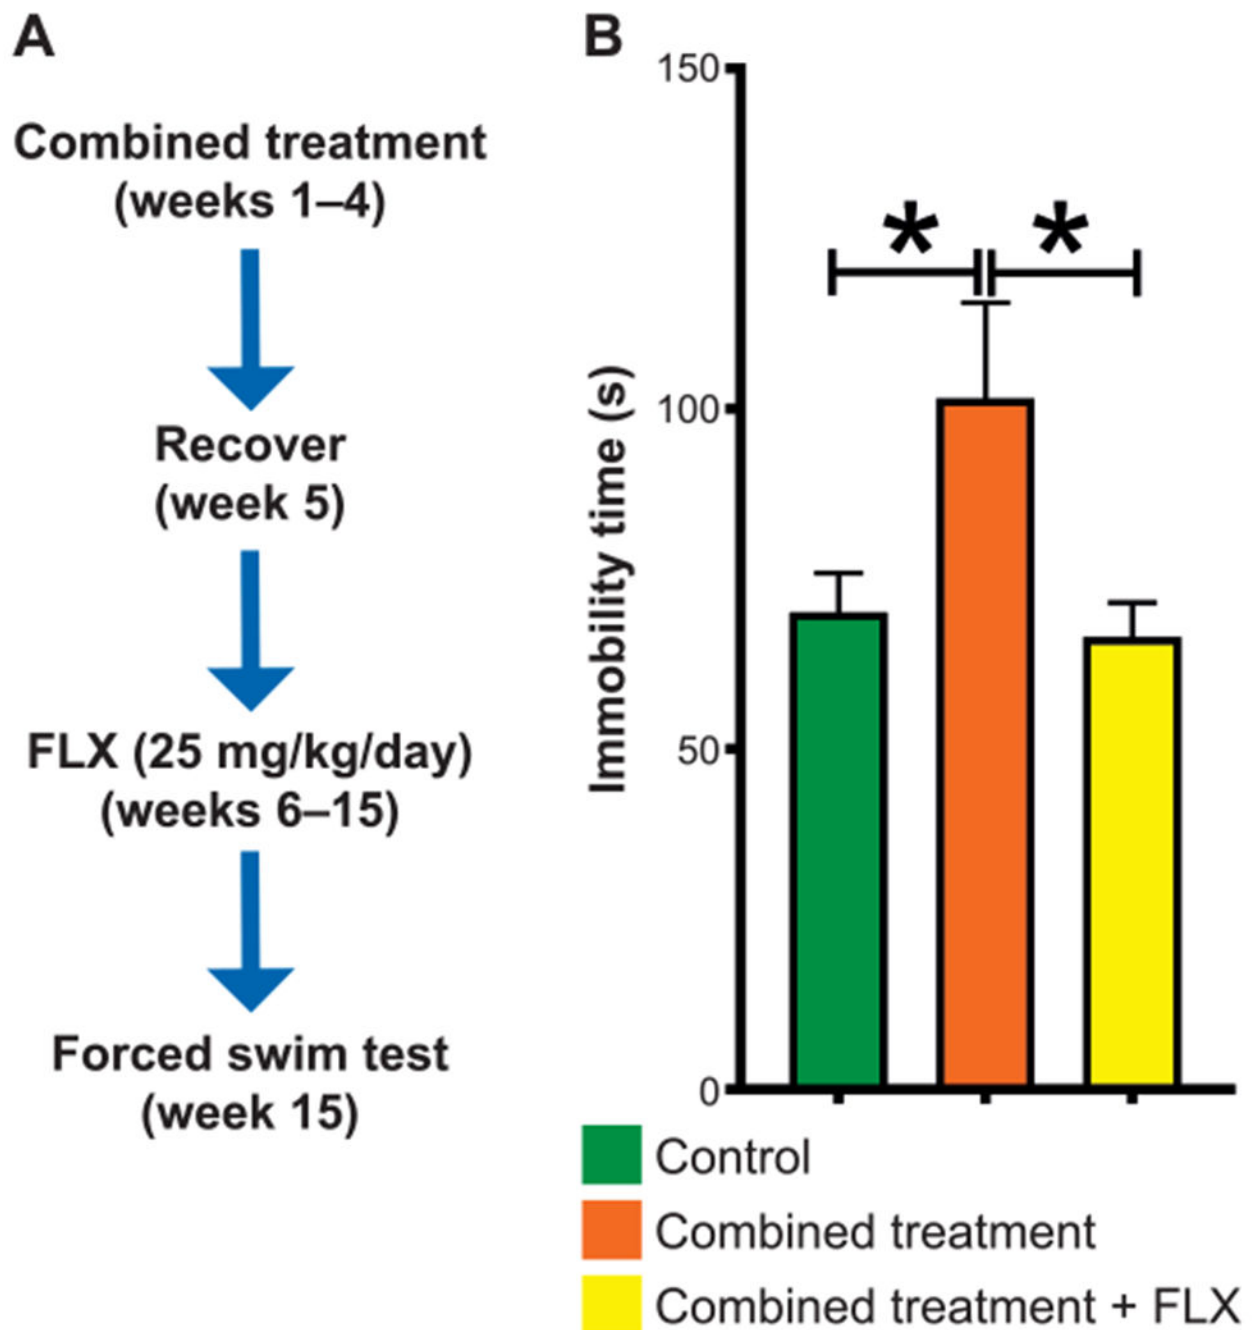 A
Combined treatment
(weeks 1–4)
Recover
(week 5)
FLX (25 mg/kg/day)
(weeks 6–15)
Forced swim test
(week 15)
B
Immobility time (s)
150
100
50
0
* *
Control
Combined treatment
Combined treatment + FLX